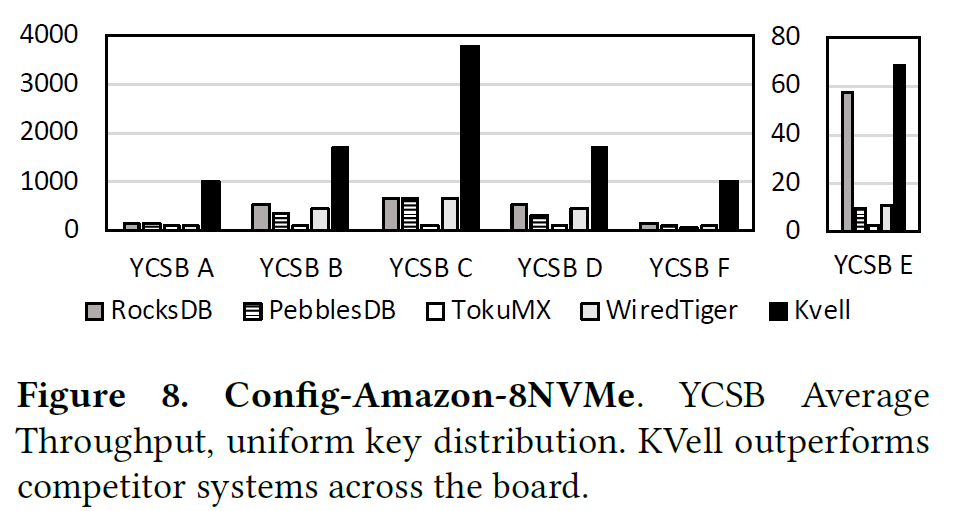 4000
3000
2000
1000
0
YCSB A YCSB B YCSB C YCSB D YCSB F
80
60
40
20
0
YCSB E
RocksDB PebblesDB TokuMX WiredTiger Kvell
Figure 8. Config-Amazon-8NVMe. YCSB Average
Throughput, uniform key distribution. KVell outperforms
competitor systems across the board.